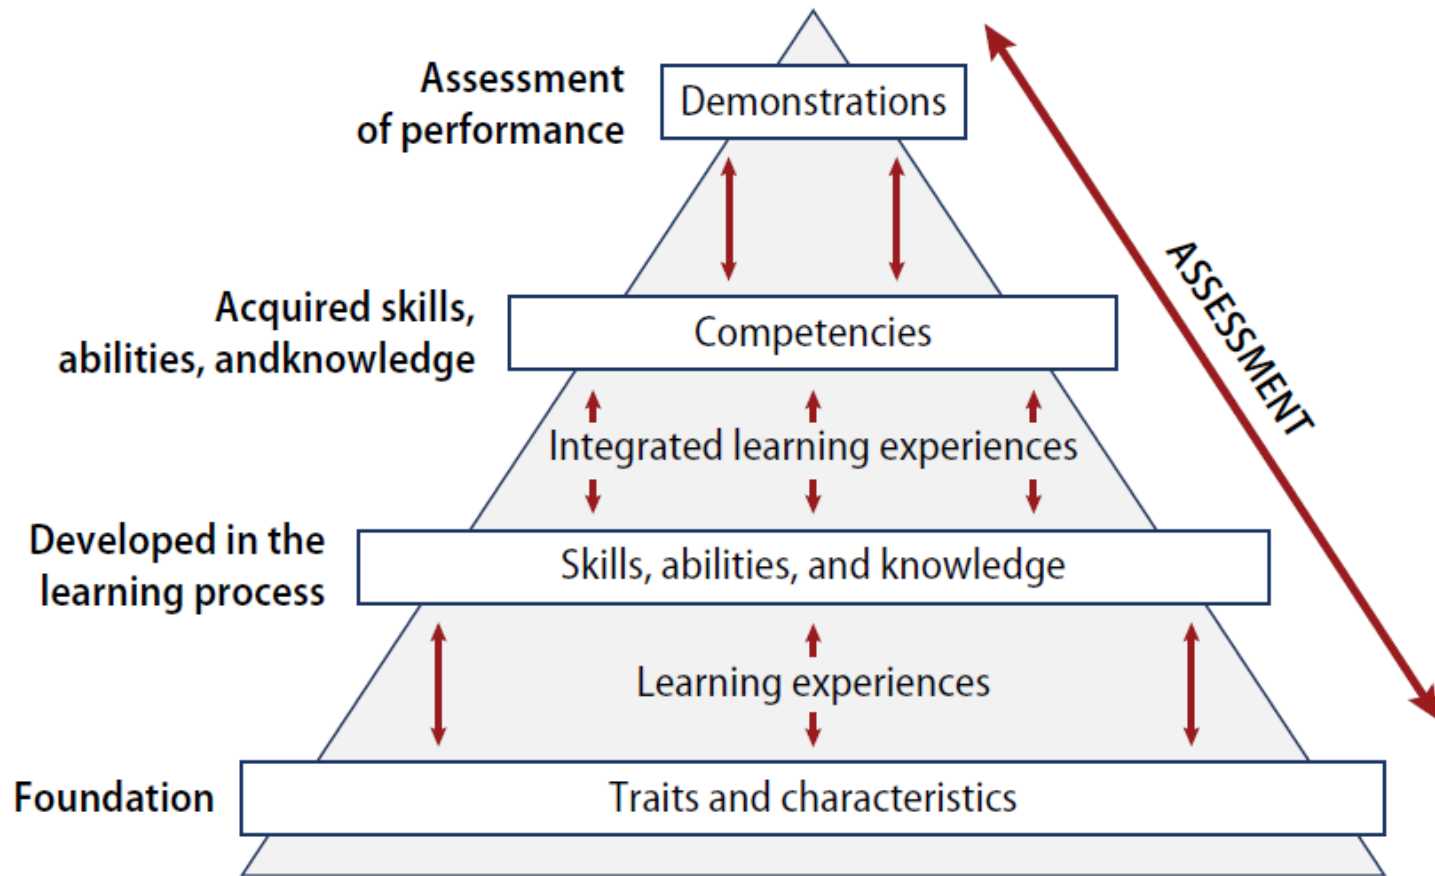 Assessment
of performance
Demonstrations
ASSESSMENT
Acquired skills,
abilities, andknowledge
Competencies
Integrated learning experiences
Developed in the
learning process
Skills, abilities, and knowledge
Learning experiences
Foundation
Traits and characteristics